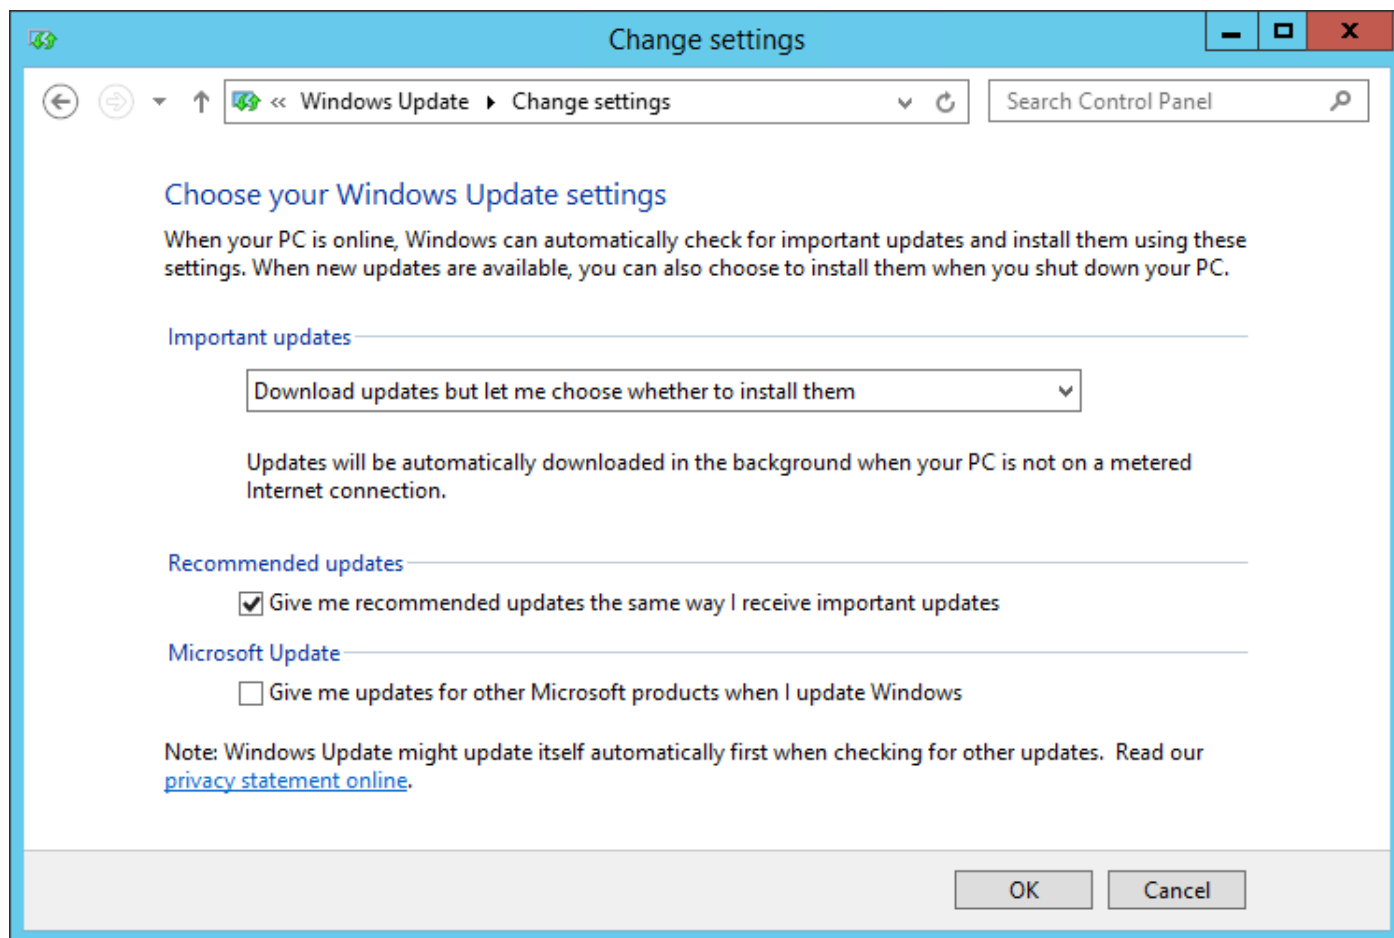 Change settings
« Windows Update ▸ Change settings
Search Control Panel
Choose your Windows Update settings
When your PC is online, Windows can automatically check for important updates and install them using these
settings. When new updates are available, you can also choose to install them when you shut down your PC.
Important updates
Download updates but let me choose whether to install them
Updates will be automatically downloaded in the background when your PC is not on a metered
Internet connection.
Recommended updates
Give me recommended updates the same way I receive important updates
Microsoft Update
Give me updates for other Microsoft products when I update Windows
Note: Windows Update might update itself automatically first when checking for other updates.  Read our
privacy statement online.
OK
Cancel